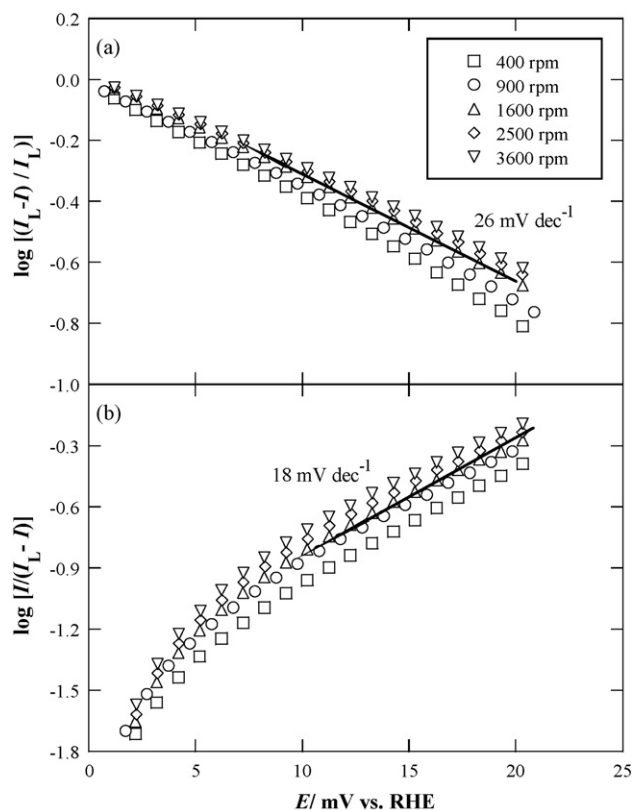 0.2
(a)
400 rpm
0.0
900 rpm
1600 rpm
-0.2
2500 rpm
3600 rpm
log [(I_L-I) / I_L)]
-0.4
26 mV dec⁻¹
-0.6
-0.8
-1.0
(b)
-0.3
18 mV dec⁻¹
-0.6
log [I/(I_L- I)]
-0.9
-1.2
-1.5
-1.8
0 5 10 15 20 25
E/ mV vs. RHE